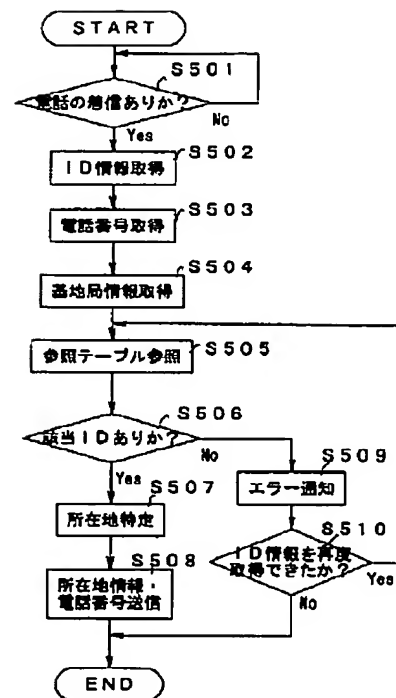 START
S501
電話の着信ありか?
No
Yes
S502
ID情報取得
S503
電話番号取得
S504
基地局情報取得
S505
参照テーブル参照
S506
該当IDありか?
No
Yes
S507
所在地特定
S508
所在地情報・
電話番号送信
S509
エラー通知
S510
ID情報を再度
取得できたか?
Yes
No
END